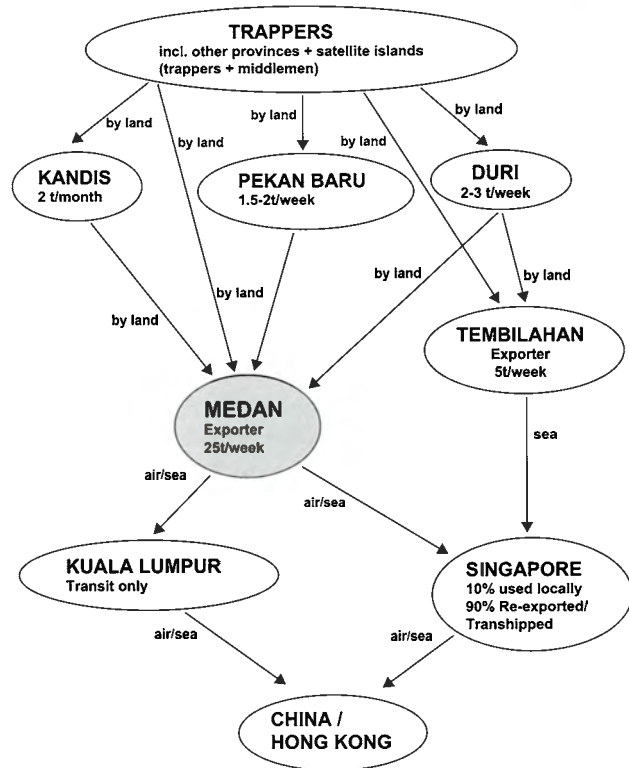 TRAPPERS
incl. other provinces + satellite islands
(trappers + middlemen)
by land
by land
by land
by land
by land
KANDIS
2 t/month
PEKAN BARU
1.5-2t/week
DURI
2-3 t/week
by land
by land
by land
by land
TEMBILAHAN
Exporter
5t/week
MEDAN
Exporter
25t/week
sea
air/sea
air/sea
KUALA LUMPUR
Transit only
SINGAPORE
10% used locally
90% Re-exported/
Transhipped
air/sea
air/sea
CHINA /
HONG KONG